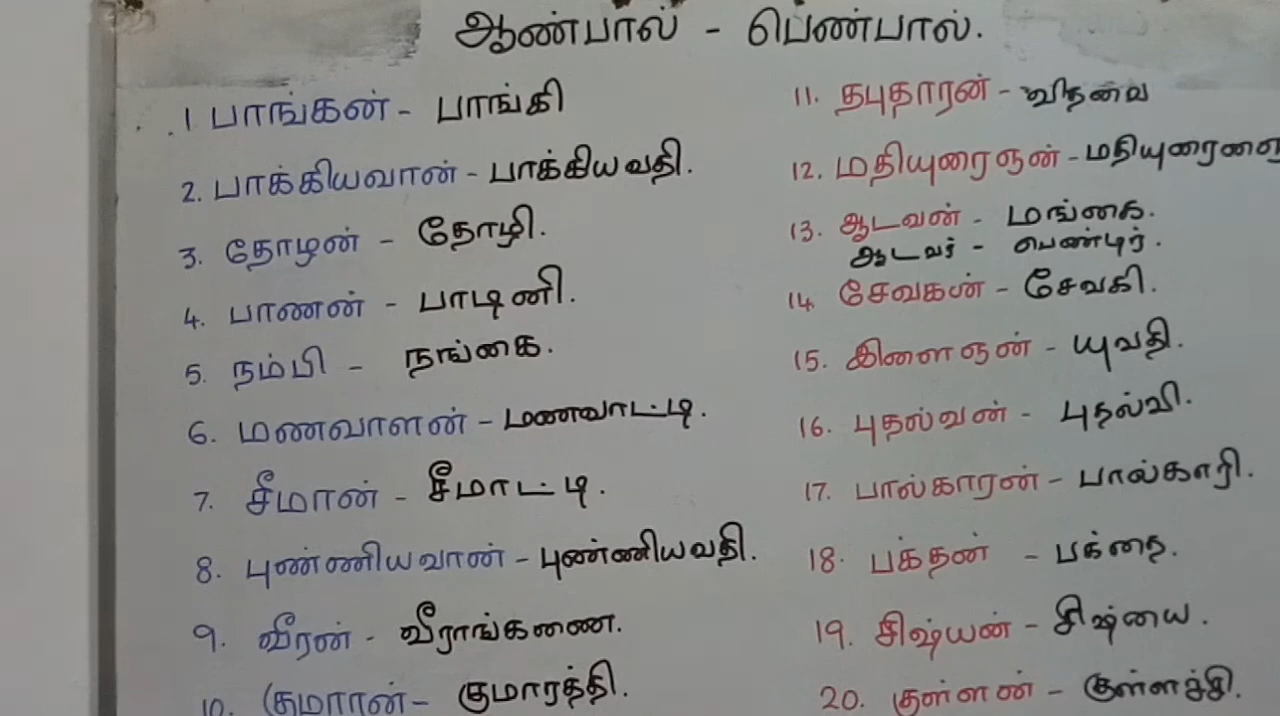 ஆண்பால் - பெண்பால்.
1. பாங்கன் - பாங்கி
2. பாக்கியவான் - பாக்கியவதி.
3. தோழன் - தோழி.
4. பாணன் - பாடினி.
5. நம்பி - நங்கை.
6. மணவாளன் - மணவாட்டி.
7. சீமான் - சீமாட்டி.
8. புண்ணியவான் - புண்ணியவதி.
9. வீரன் - வீராங்கணை.
10. குமாரன் - குமாரத்தி.
11. தபுதாரன் - விதவை
12. மதியுரைஞன் - மதியுரைஞை
13. ஆடவன் - மங்கை.
ஆடவர் - பெண்டிர்.
14. சேவகன் - சேவகி.
15. இளைஞன் - யுவதி.
16. புதல்வன் - புதல்வி.
17. பால்காரன் - பால்காரி.
18. பக்தன் - பக்தை.
19. சிஷ்யன் - சிஷ்யை.
20. குள்ளன் - குள்ளச்சி.